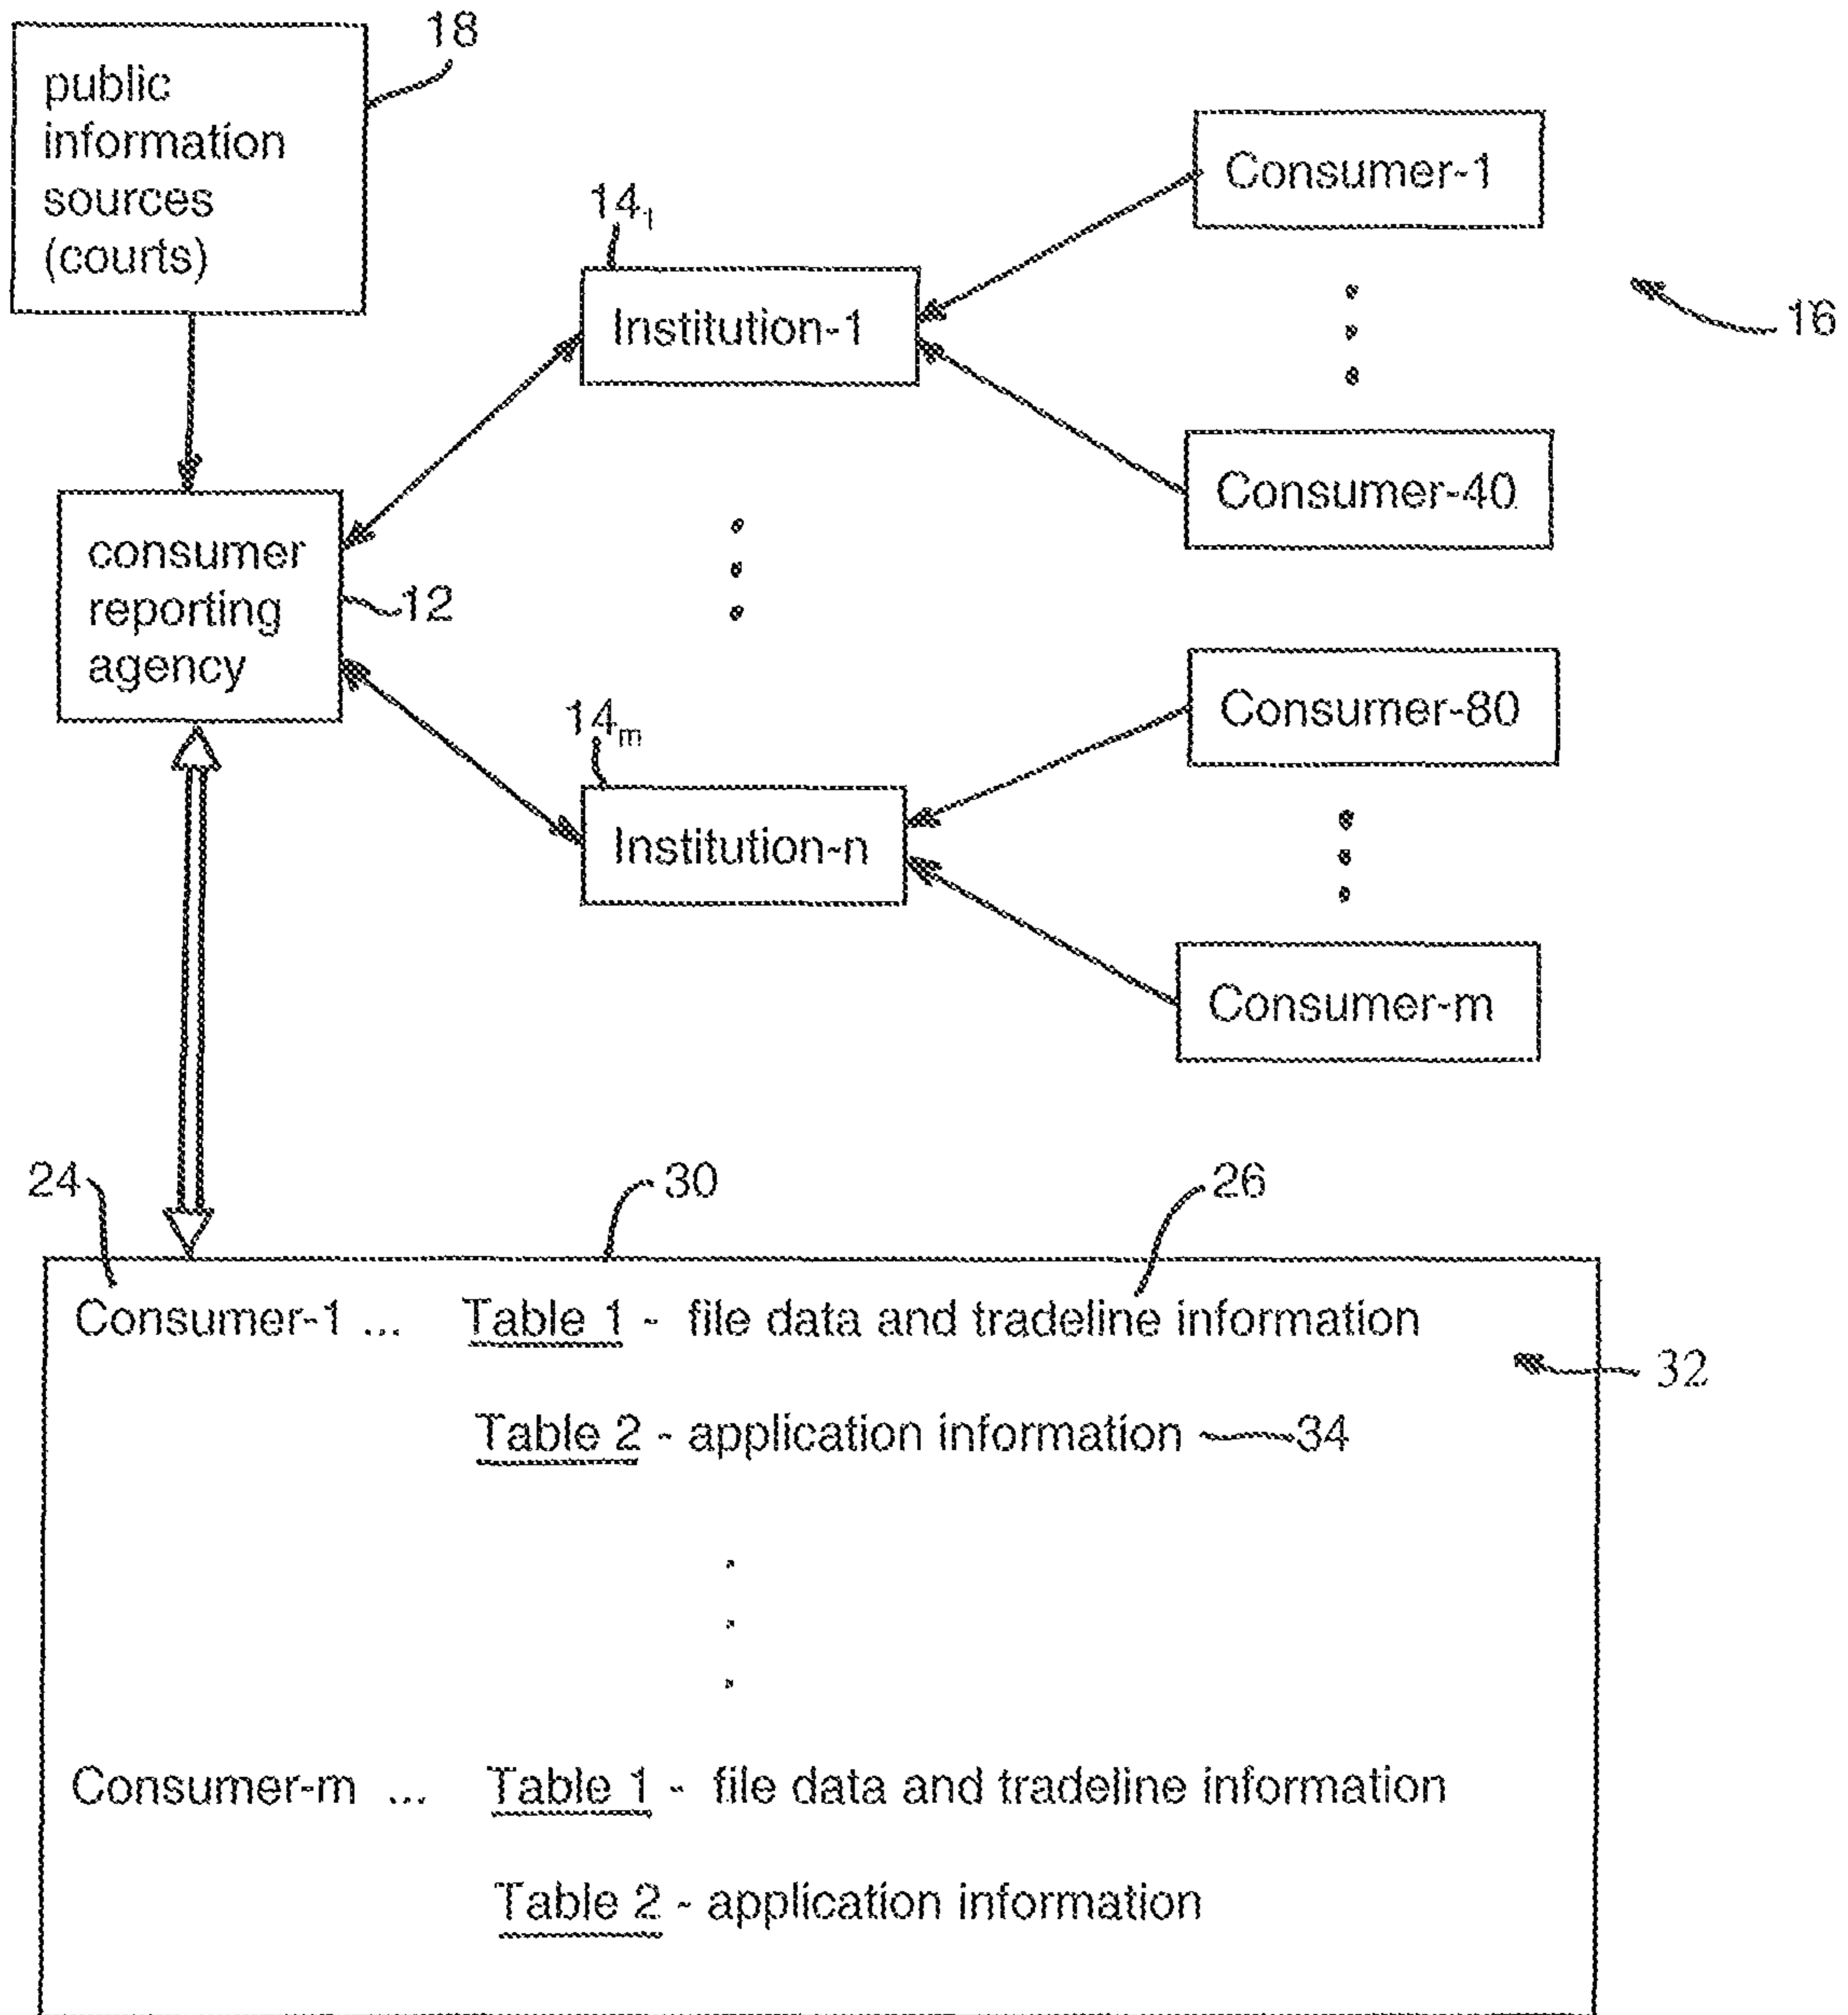 18
public
information
sources
(courts)
Consumer-1
14₁
Institution-1
16
Consumer-40
consumer
reporting
agency
12
Consumer-80
14ₘ
Institution-n
Consumer-m
24
30
26
Consumer-1 ... Table 1 - file data and tradeline information
32
Table 2 - application information
34
Consumer-m ... Table 1 - file data and tradeline information
Table 2 - application information